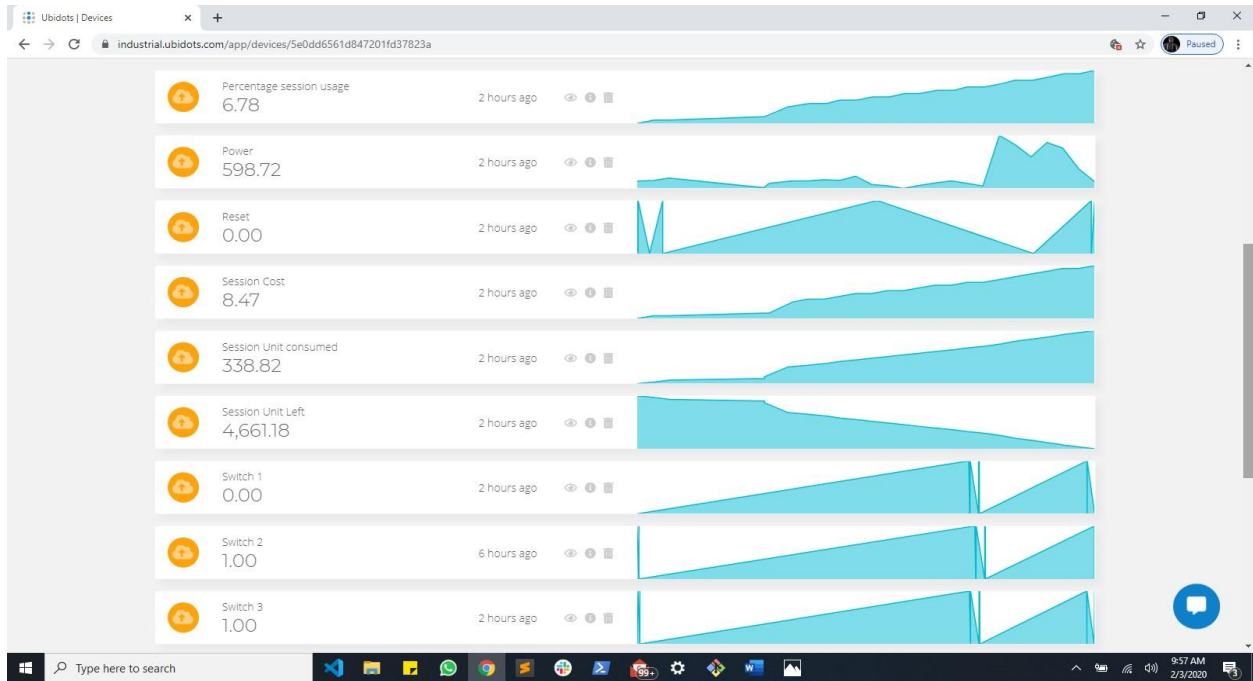 Ubidots | Devices
industrial.ubidots.com/app/devices/5e0dd6561d847201fd37823a
Paused
Percentage session usage
6.78
2 hours ago
Power
598.72
2 hours ago
Reset
0.00
2 hours ago
Session Cost
8.47
2 hours ago
Session Unit consumed
338.82
2 hours ago
Session Unit Left
4,661.18
2 hours ago
Switch 1
0.00
2 hours ago
Switch 2
1.00
6 hours ago
Switch 3
1.00
2 hours ago
Type here to search
99+
9:57 AM
2/3/2020
3